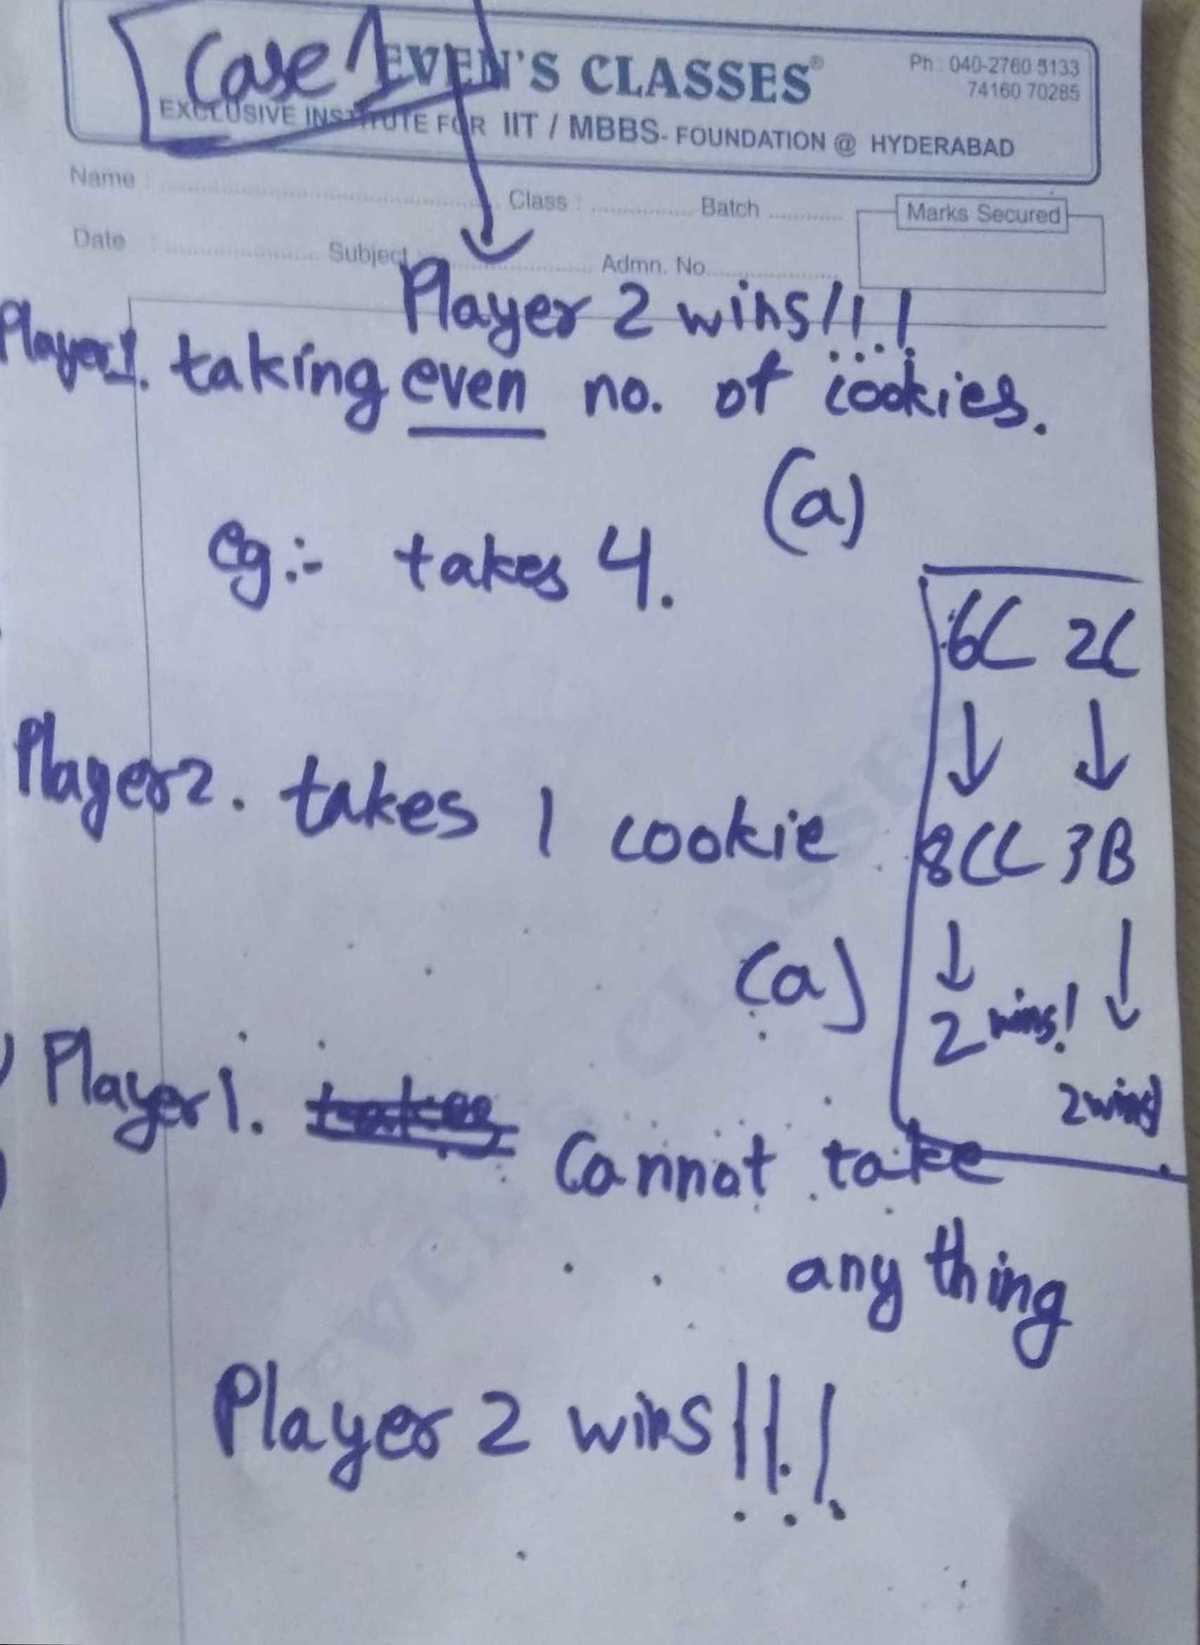 Case 1
EVEN'S CLASSES®
Ph : 040-2760 5133
74160 70285
EXCLUSIVE INSTITUTE FOR IIT / MBBS- FOUNDATION @ HYDERABAD
Name : Class : Batch
Marks Secured
Date : Subject Admn. No.
Player 2 wins!!!!
Player 1. taking even no. of cookies.
(a)
eg:- takes 4.
6C 2C
Player 2. takes 1 cookie
8CC 3B
(a)
2 wins!
2 wins!
Player 1. Cannot take
any thing
Player 2 wins!!!